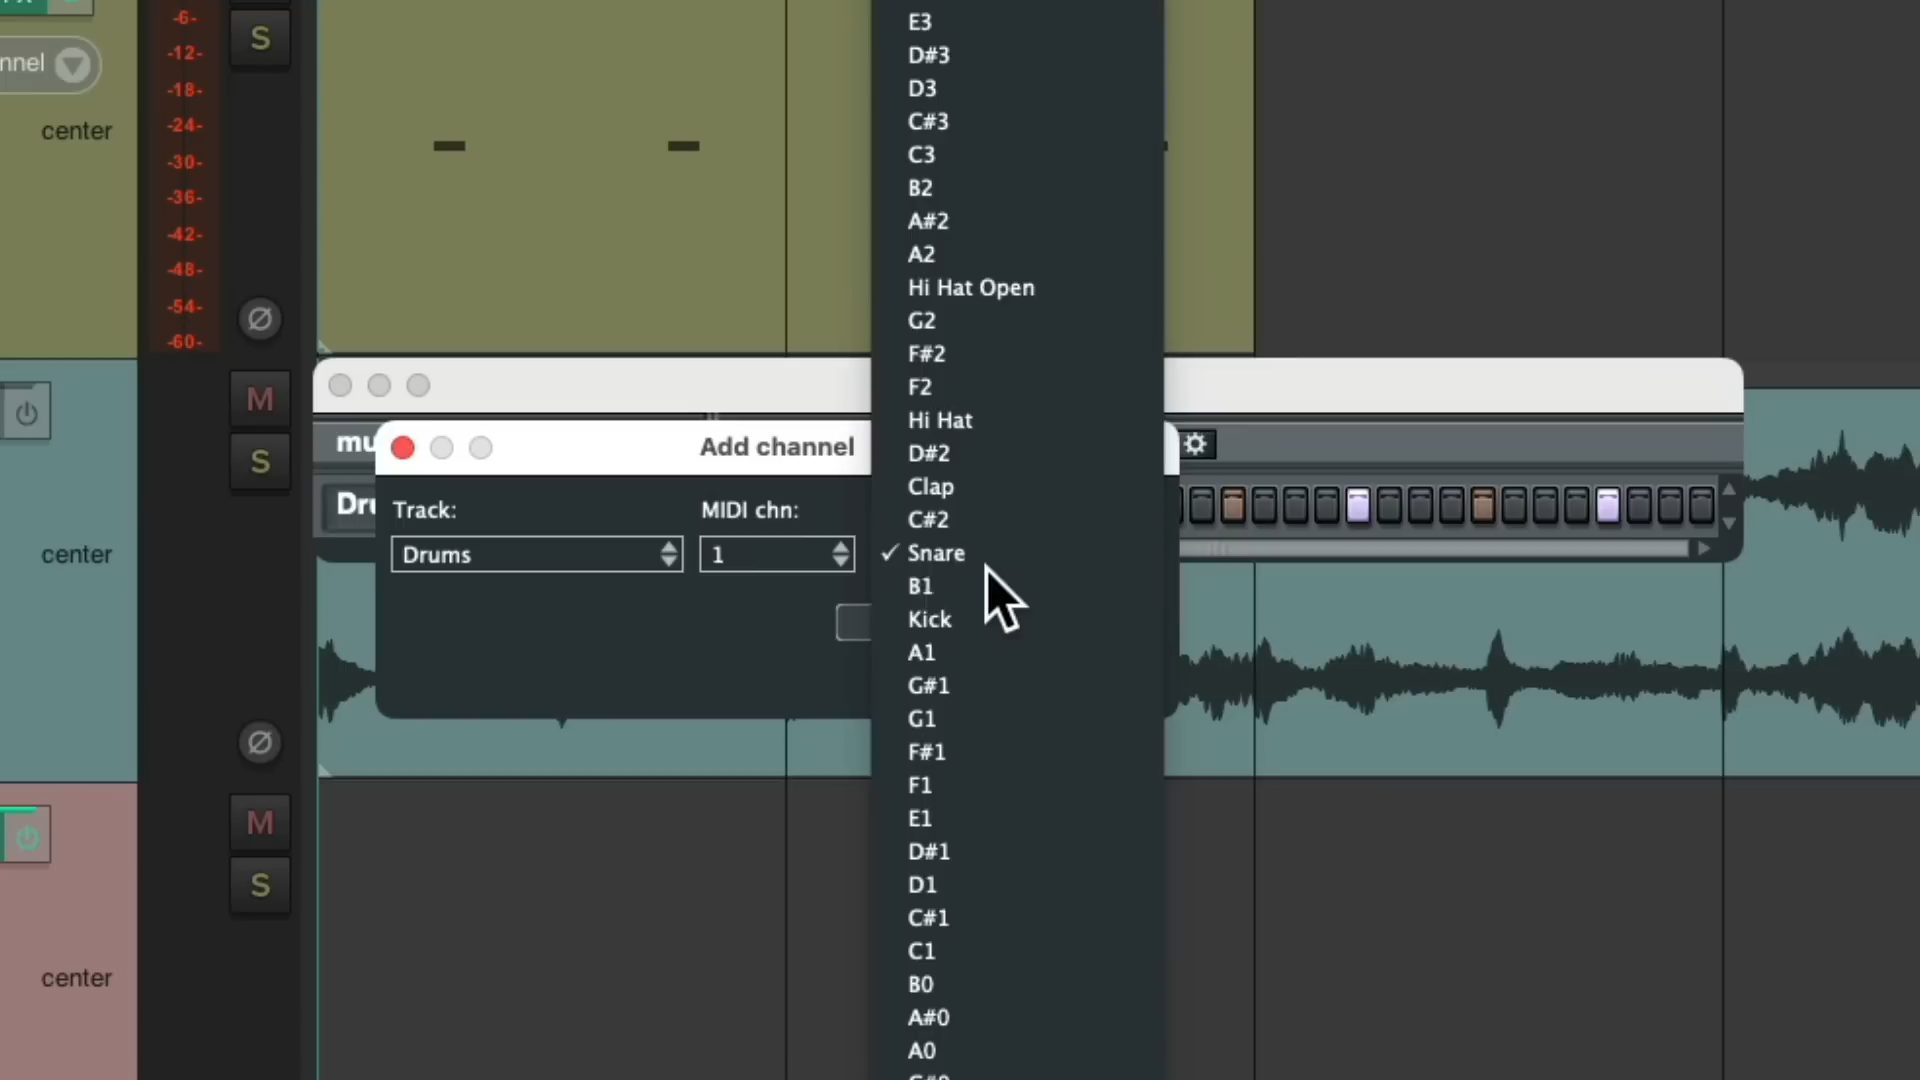 -6-
-12-
-18-
-24-
-30-
-36-
-42-
-48-
-54-
-60-
S
nnel
center
Ø
M
S
center
Ø
M
S
center
mu
Dru
Add channel
Track:
MIDI chn:
Drums
1
E3
D#3
D3
C#3
C3
B2
A#2
A2
Hi Hat Open
G2
F#2
F2
Hi Hat
D#2
Clap
C#2
✓ Snare
B1
Kick
A1
G#1
G1
F#1
F1
E1
D#1
D1
C#1
C1
B0
A#0
A0